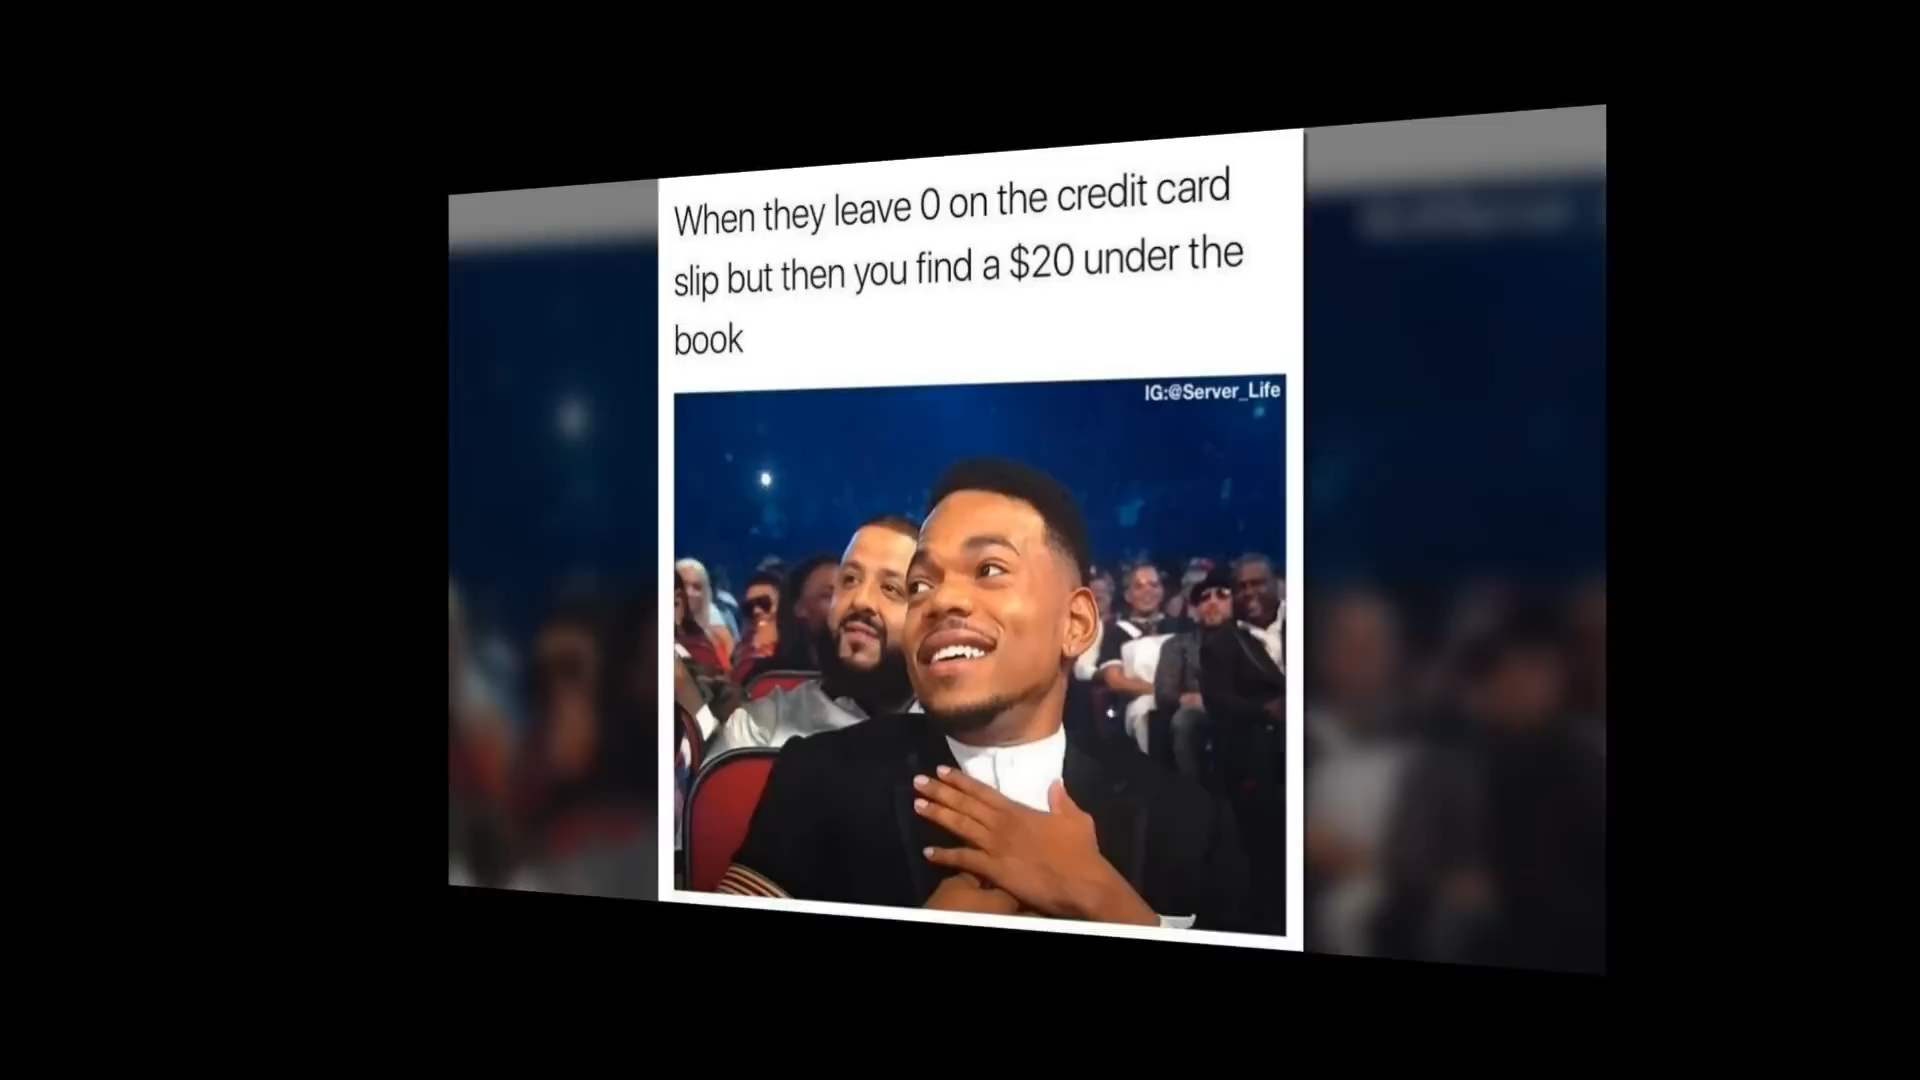 When they leave 0 on the credit card
slip but then you find a $20 under the
book
IG:@Server_Life